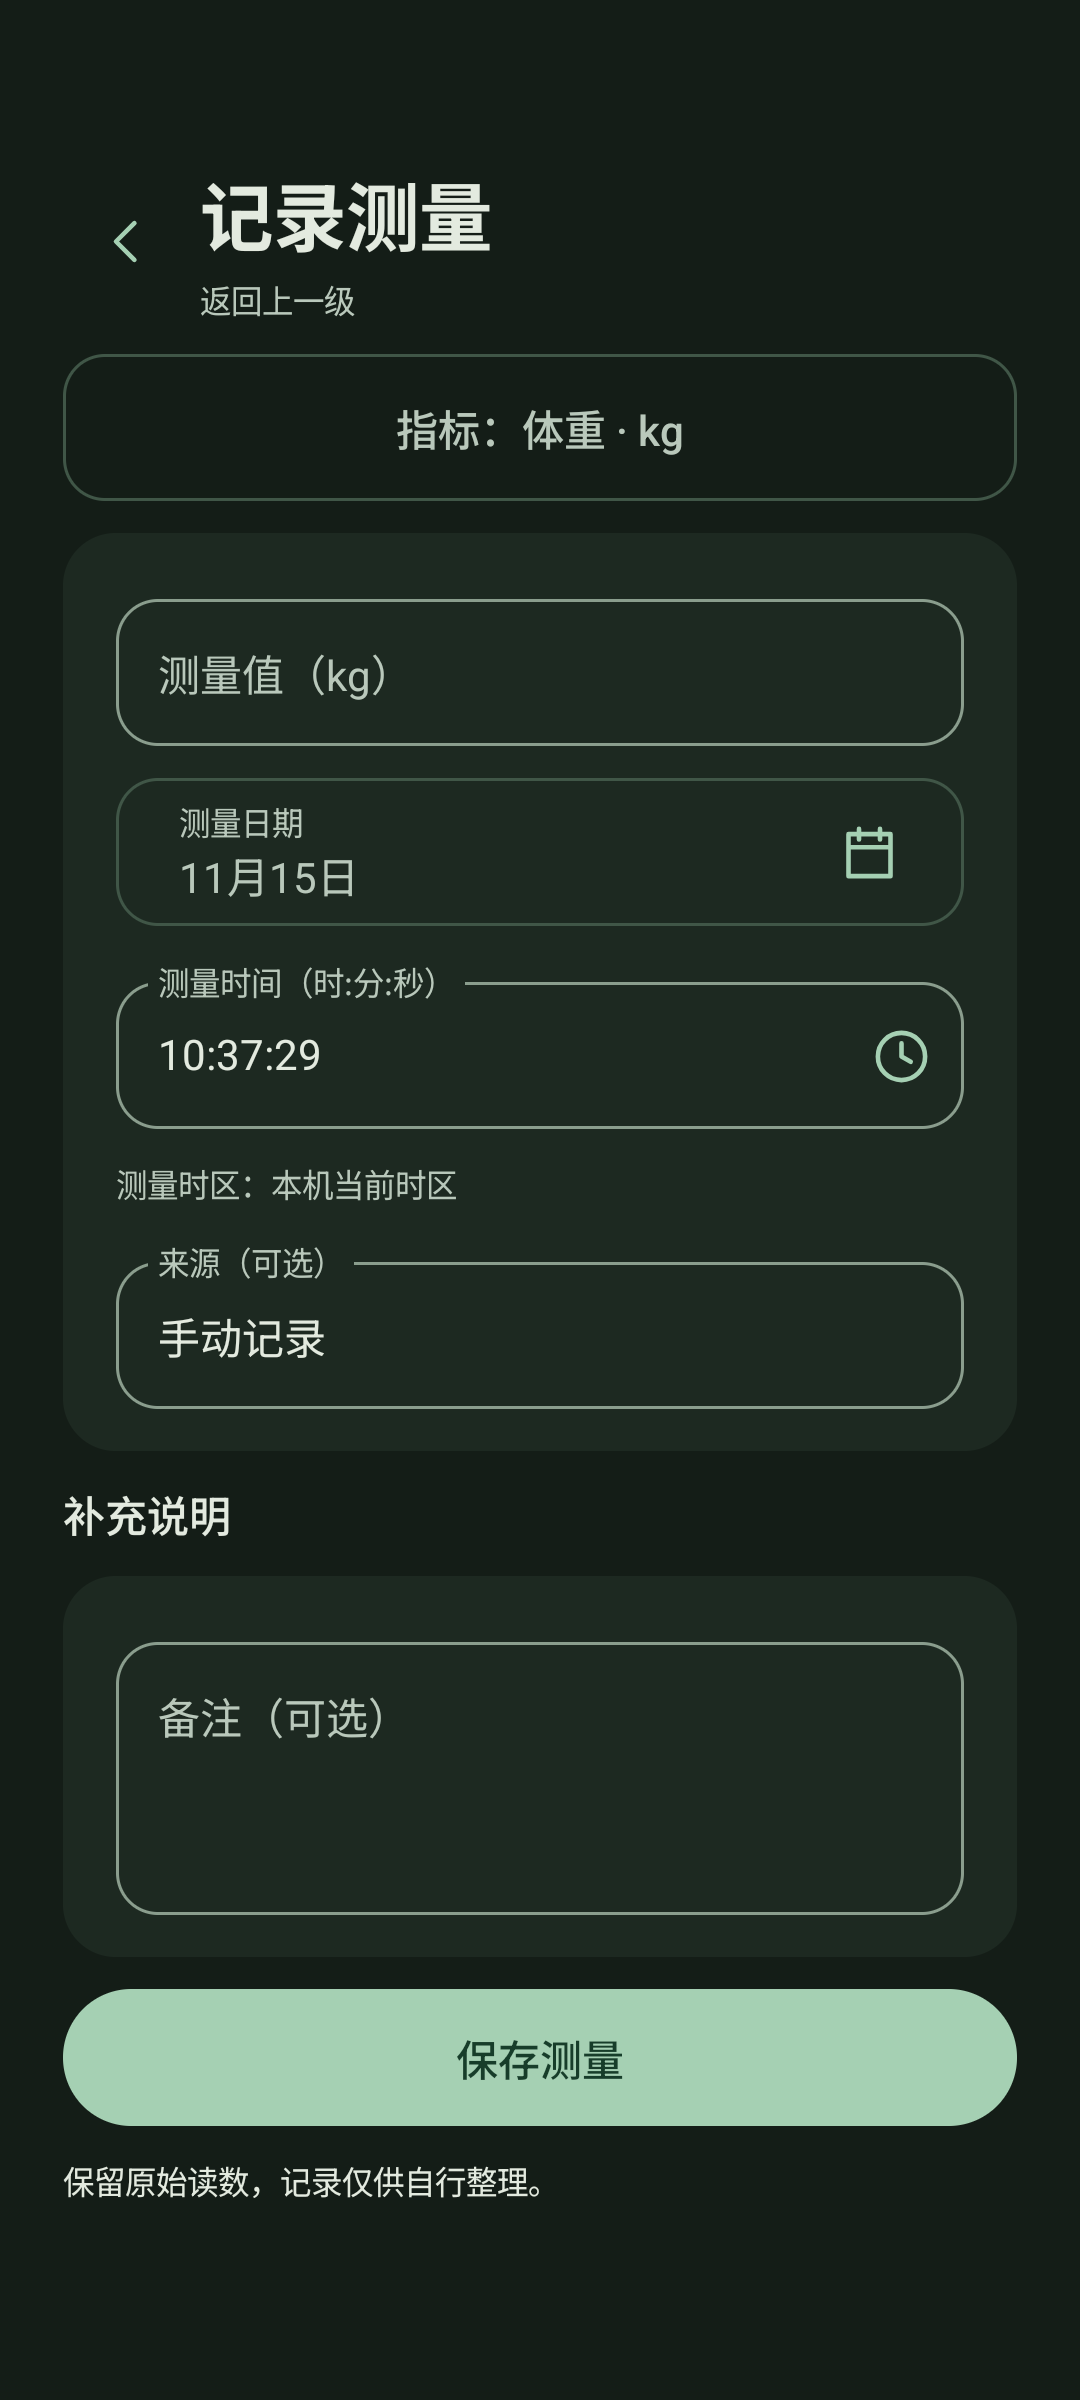 记录测量
返回上一级
指标：体重 · kg
测量值（kg）
测量日期
11月15日
测量时间（时:分:秒）
10:37:29
测量时区：本机当前时区
来源（可选）
手动记录
补充说明
备注（可选）
保存测量
保留原始读数，记录仅供自行整理。